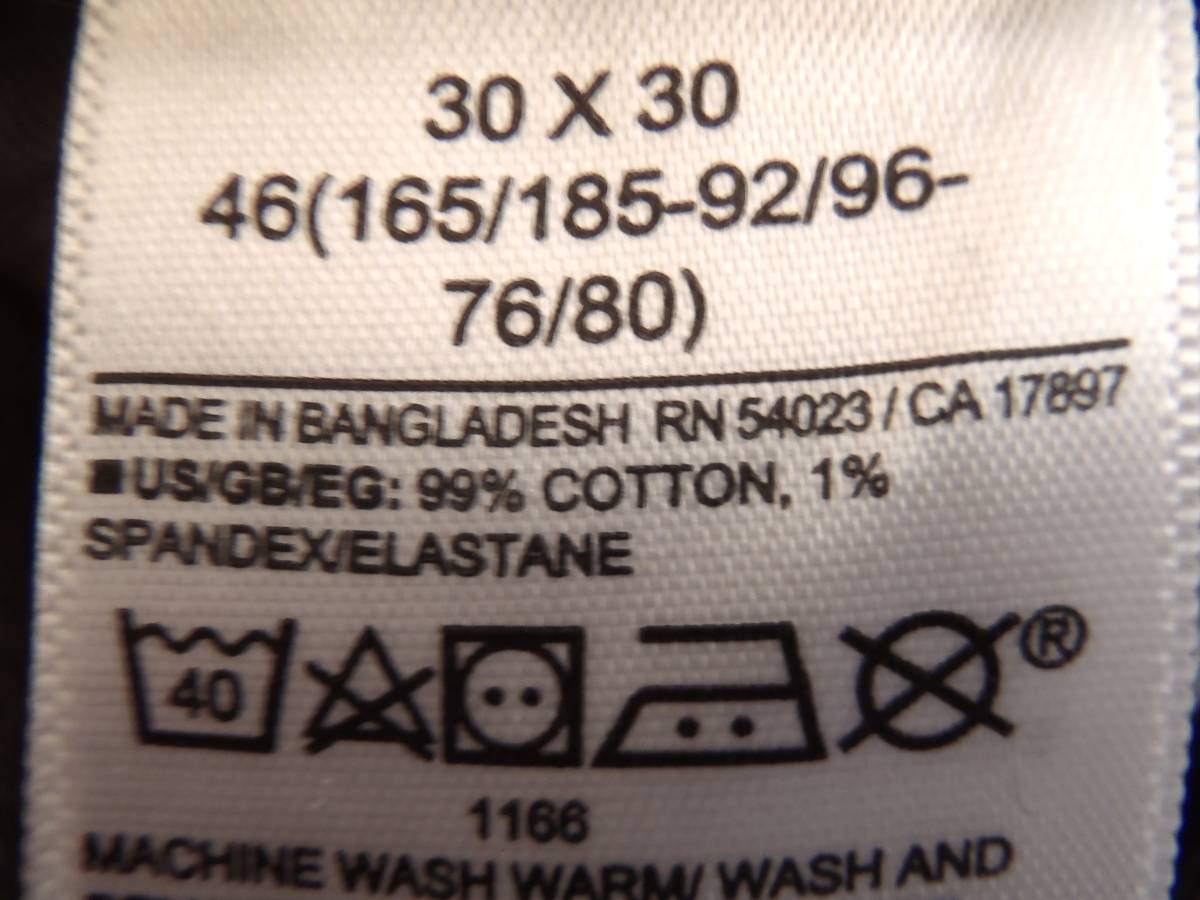 30 X 30
46(165/185-92/96-
76/80)
MADE IN BANGLADESH RN 54023 / CA 17897
■US/GB/EG: 99% COTTON, 1%
SPANDEX/ELASTANE
40 ®
1166
MACHINE WASH WARM/ WASH AND